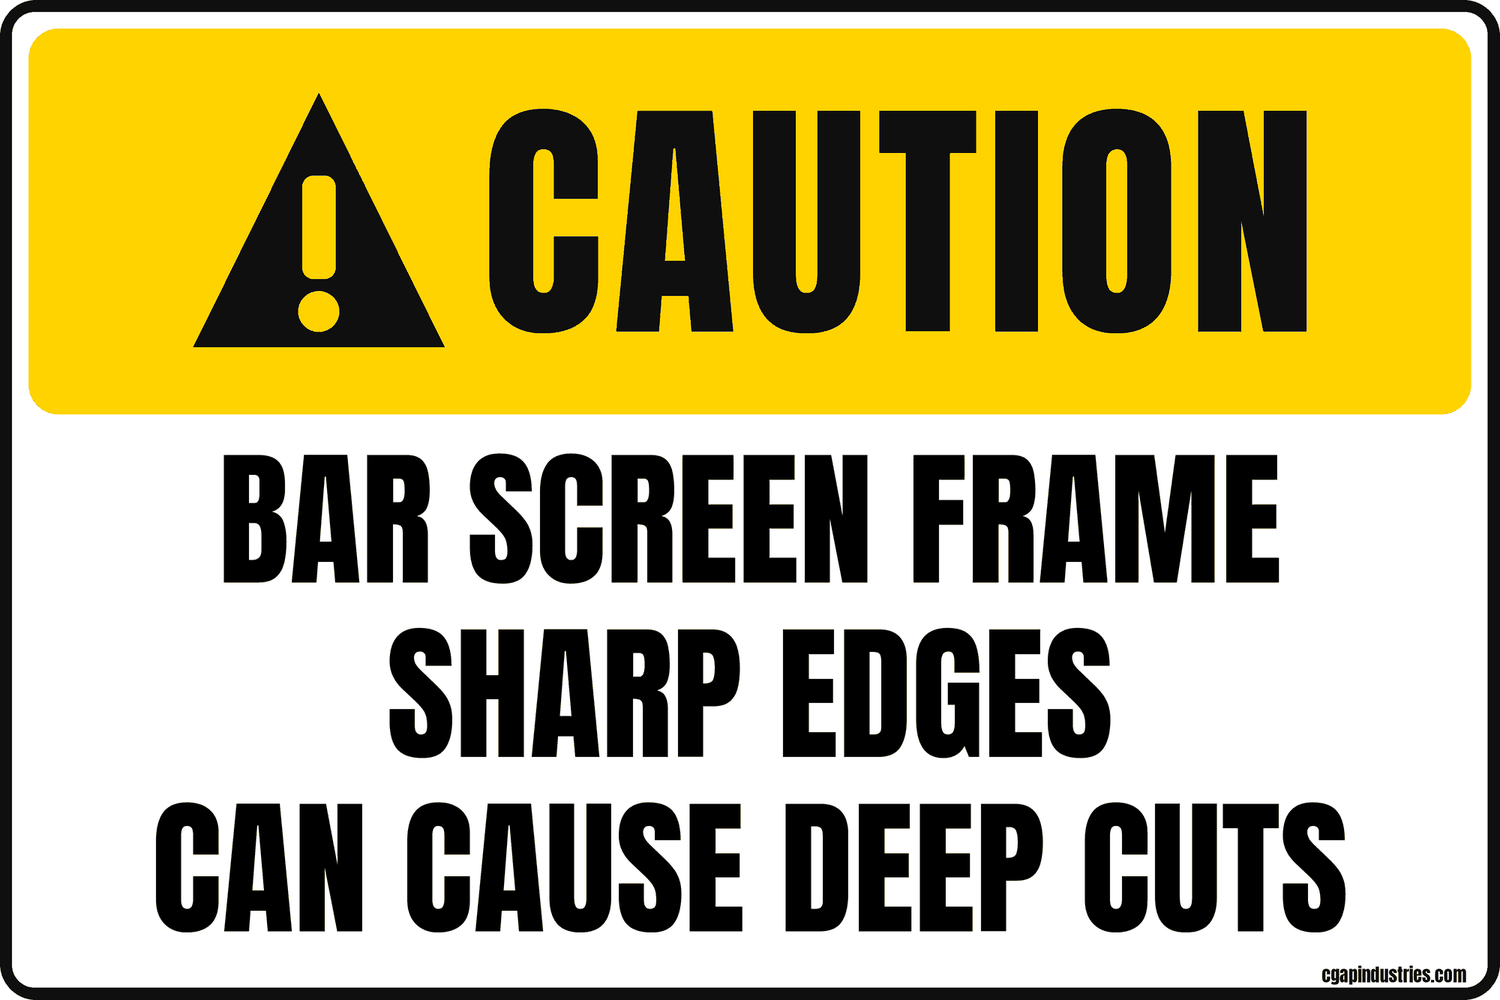 CAUTION
BAR SCREEN FRAME
SHARP EDGES
CAN CAUSE DEEP CUTS
cgapindustries.com